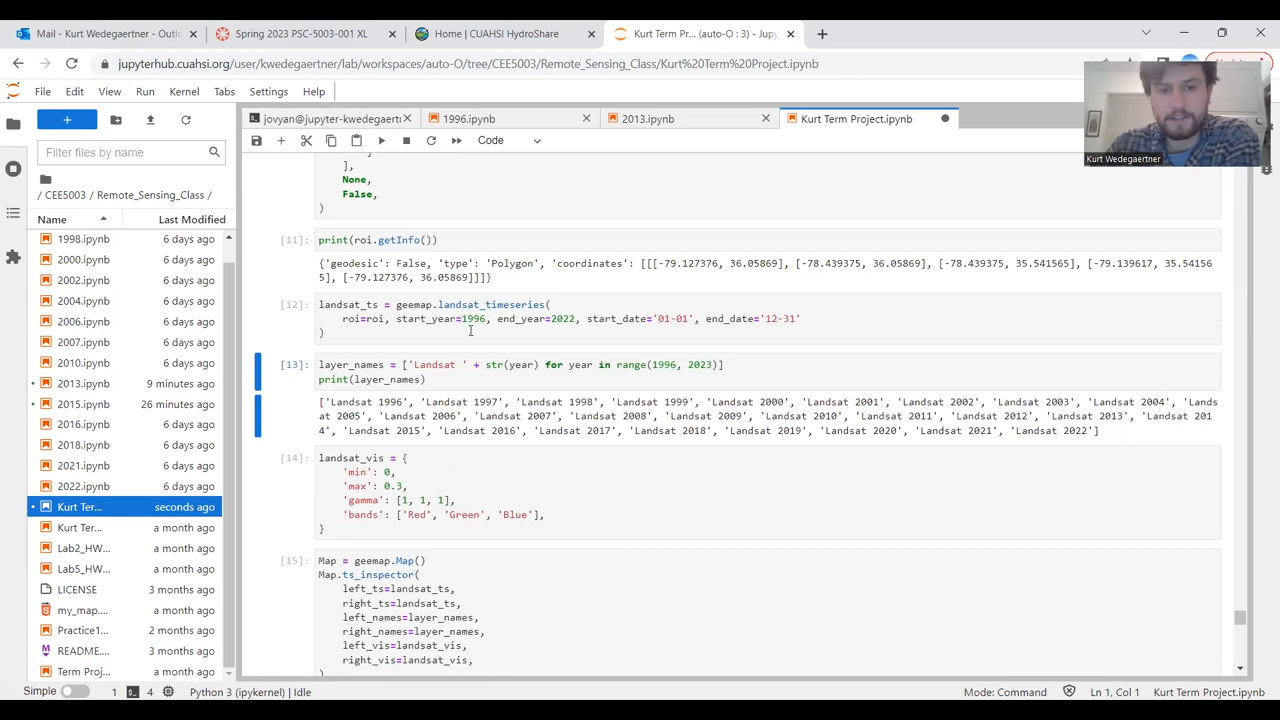 Mail - Kurt Wedegaertner - Outlo
Spring 2023 PSC-5003-001 XL
Home | CUAHSI HydroShare
Kurt Term Pr... (auto-O : 3) - Jupy
jupyterhub.cuahsi.org/user/kwedegaertner/lab/workspaces/auto-O/tree/CEE5003/Remote_Sensing_Class/Kurt%20Term%20Project.ipynb
File Edit View Run Kernel Tabs Settings Help
jovyan@jupyter-kwedegaertn
1996.ipynb
2013.ipynb
Kurt Term Project.ipynb
Kurt Wedegaertner
Code
Filter files by name
/ CEE5003 / Remote_Sensing_Class /
Name Last Modified
1998.ipynb 6 days ago
2000.ipynb 6 days ago
2002.ipynb 6 days ago
2004.ipynb 6 days ago
2006.ipynb 6 days ago
2007.ipynb 6 days ago
2010.ipynb 6 days ago
2013.ipynb 9 minutes ago
2015.ipynb 26 minutes ago
2016.ipynb 6 days ago
2018.ipynb 6 days ago
2021.ipynb 6 days ago
2022.ipynb 6 days ago
Kurt Ter... seconds ago
Kurt Ter... a month ago
Lab2_HW... a month ago
Lab5_HW... a month ago
LICENSE 3 months ago
my_map.... a month ago
Practice1... 2 months ago
README.... 3 months ago
Term Proj... a month ago
]
],
None,
False,
)
[11]: print(roi.getInfo())
{'geodesic': False, 'type': 'Polygon', 'coordinates': [[[-79.127376, 36.05869], [-78.439375, 36.05869], [-78.439375, 35.541565], [-79.139617, 35.54156
5], [-79.127376, 36.05869]]]}
[12]: landsat_ts = geemap.landsat_timeseries(
roi=roi, start_year=1996, end_year=2022, start_date='01-01', end_date='12-31'
)
[13]: layer_names = ['Landsat ' + str(year) for year in range(1996, 2023)]
print(layer_names)
['Landsat 1996', 'Landsat 1997', 'Landsat 1998', 'Landsat 1999', 'Landsat 2000', 'Landsat 2001', 'Landsat 2002', 'Landsat 2003', 'Landsat 2004', 'Lands
at 2005', 'Landsat 2006', 'Landsat 2007', 'Landsat 2008', 'Landsat 2009', 'Landsat 2010', 'Landsat 2011', 'Landsat 2012', 'Landsat 2013', 'Landsat 201
4', 'Landsat 2015', 'Landsat 2016', 'Landsat 2017', 'Landsat 2018', 'Landsat 2019', 'Landsat 2020', 'Landsat 2021', 'Landsat 2022']
[14]: landsat_vis = {
'min': 0,
'max': 0.3,
'gamma': [1, 1, 1],
'bands': ['Red', 'Green', 'Blue'],
}
[15]: Map = geemap.Map()
Map.ts_inspector(
left_ts=landsat_ts,
right_ts=landsat_ts,
left_names=layer_names,
right_names=layer_names,
left_vis=landsat_vis,
right_vis=landsat_vis,
)
Simple 1 4 Python 3 (ipykernel) | Idle
Mode: Command Ln 1, Col 1 Kurt Term Project.ipynb